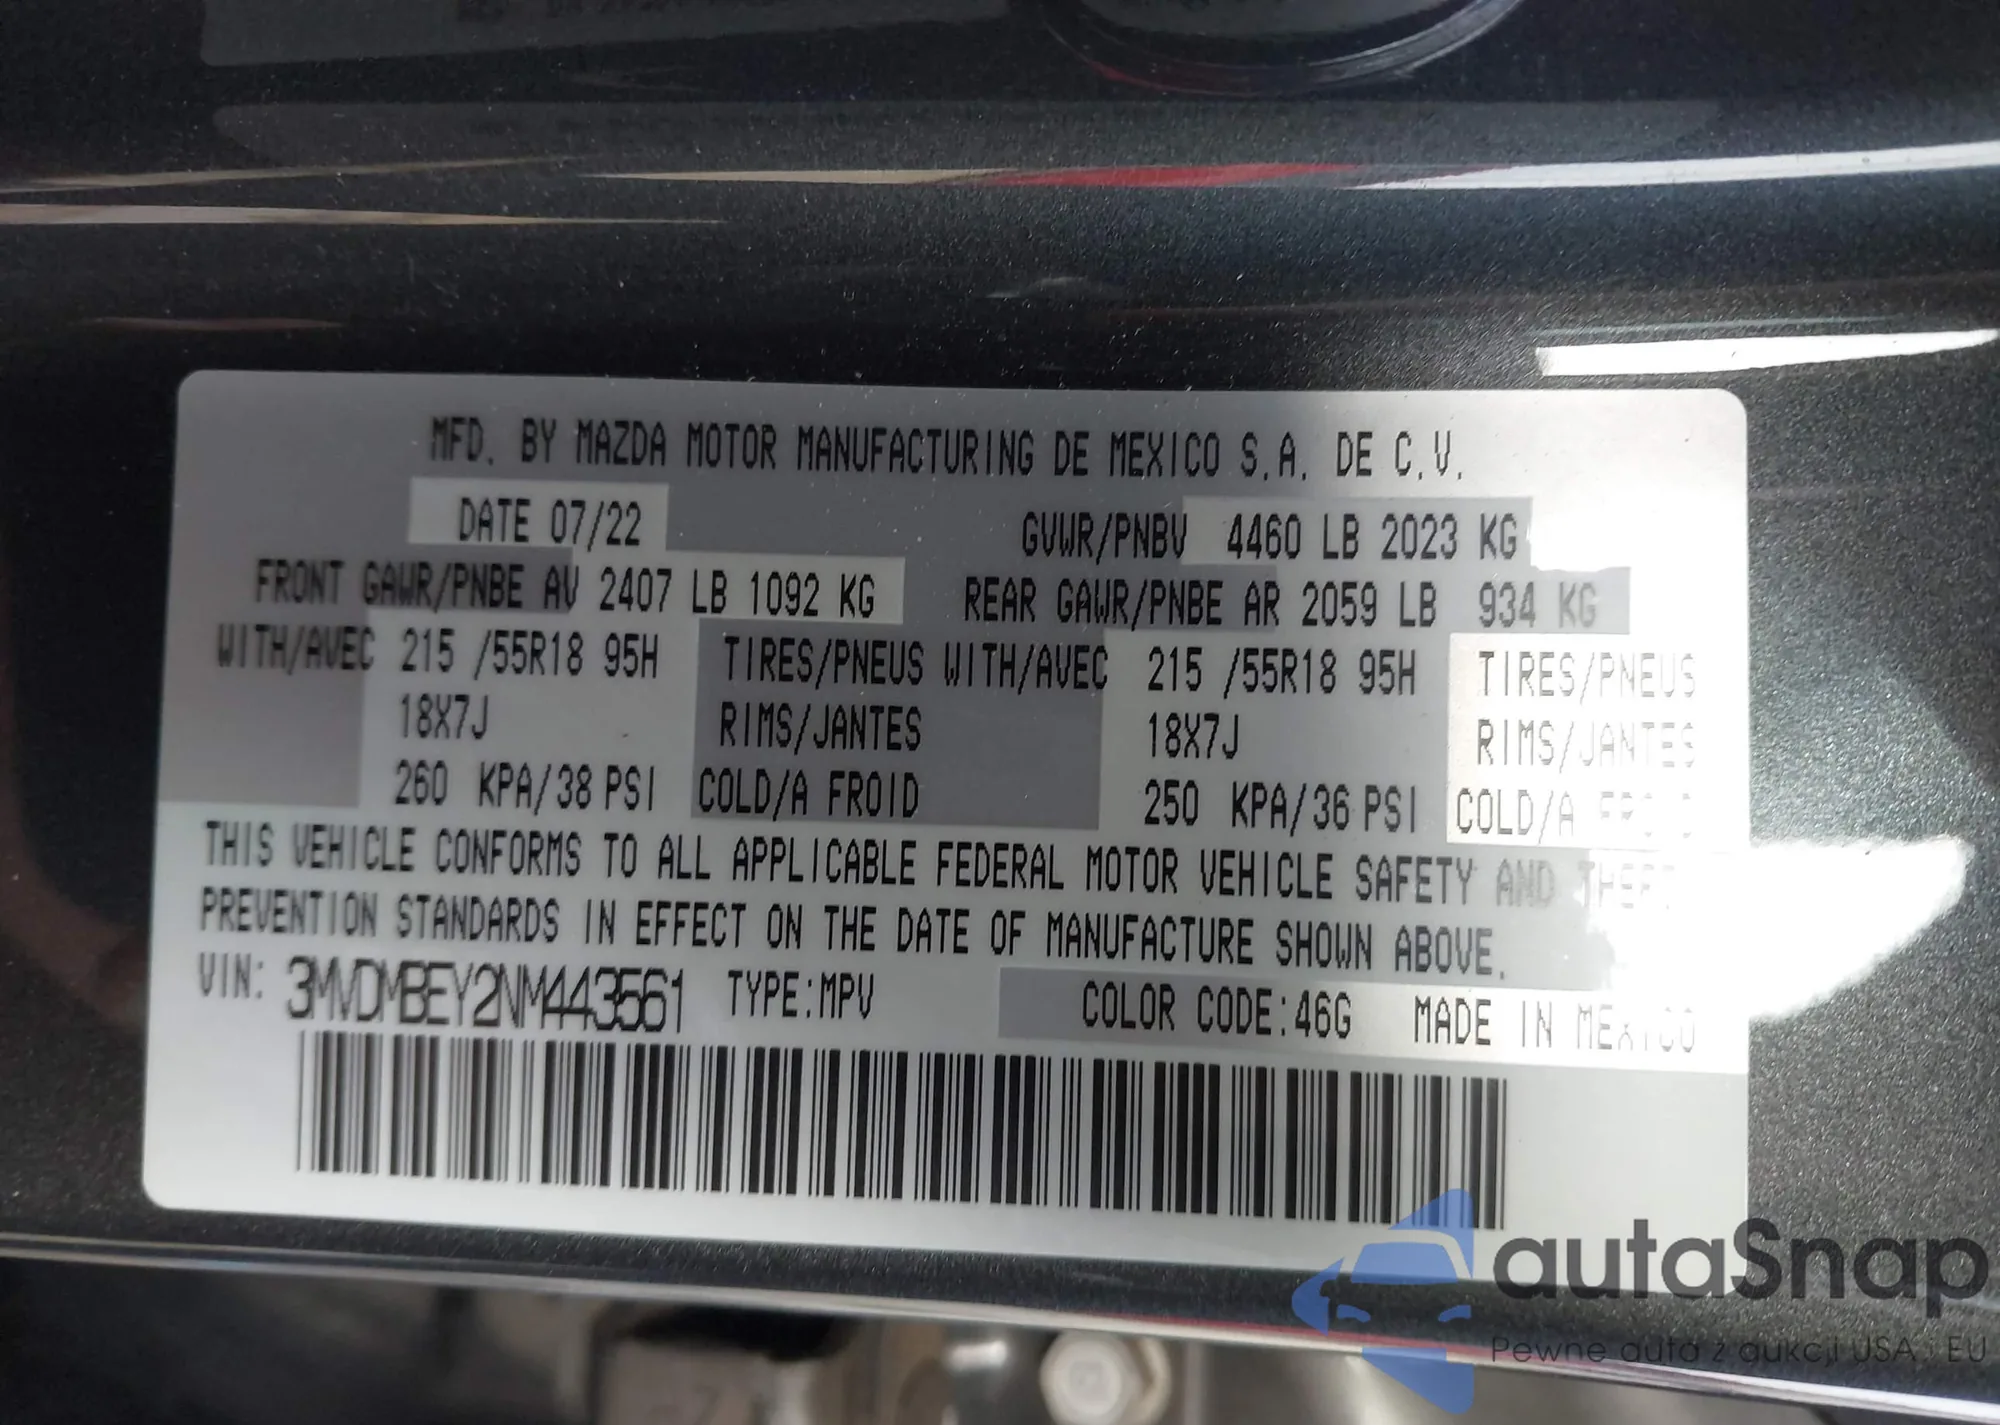 MFD. BY MAZDA MOTOR MANUFACTURING DE MEXICO S.A. DE C.V.
DATE 07/22 GVWR/PNBV 4460 LB 2023 KG
FRONT GAWR/PNBE AV 2407 LB 1092 KG REAR GAWR/PNBE AR 2059 LB 934 KG
WITH/AVEC 215 /55R18 95H TIRES/PNEUS WITH/AVEC 215 /55R18 95H TIRES/PNEUS
18X7J RIMS/JANTES 18X7J RIMS/JANTES
260 KPA/38 PSI COLD/A FROID 250 KPA/36 PSI COLD/A
THIS VEHICLE CONFORMS TO ALL APPLICABLE FEDERAL MOTOR VEHICLE SAFETY AND THEFT
PREVENTION STANDARDS IN EFFECT ON THE DATE OF MANUFACTURE SHOWN ABOVE.
VIN: 3MVDMBEY2NM443561 TYPE:MPV COLOR CODE:46G MADE IN MEXICO
autaSnap
Pewne auta z aukcji USA i EU